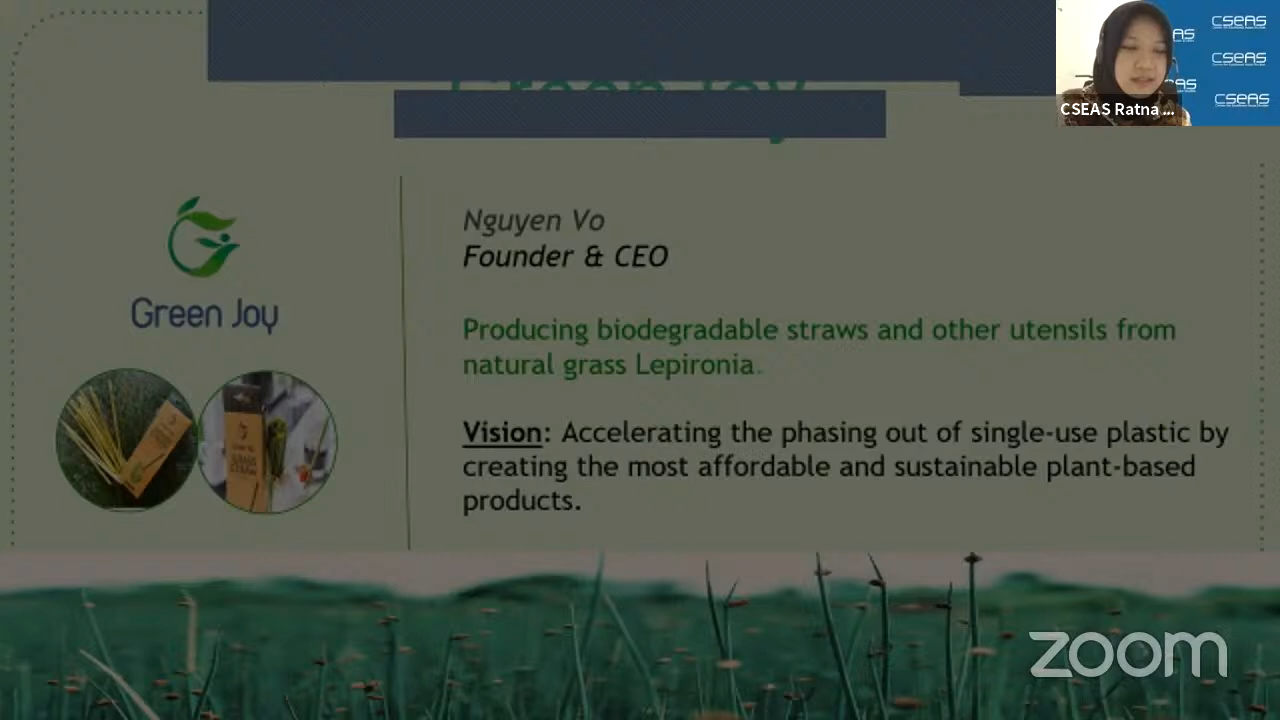 Green Joy
CSEAS
CSEAS
CSEAS
CSEAS Ratna ...
Green Joy
Nguyen Vo
Founder & CEO
Producing biodegradable straws and other utensils from
natural grass Lepironia.
Vision: Accelerating the phasing out of single-use plastic by
creating the most affordable and sustainable plant-based
products.
zoom